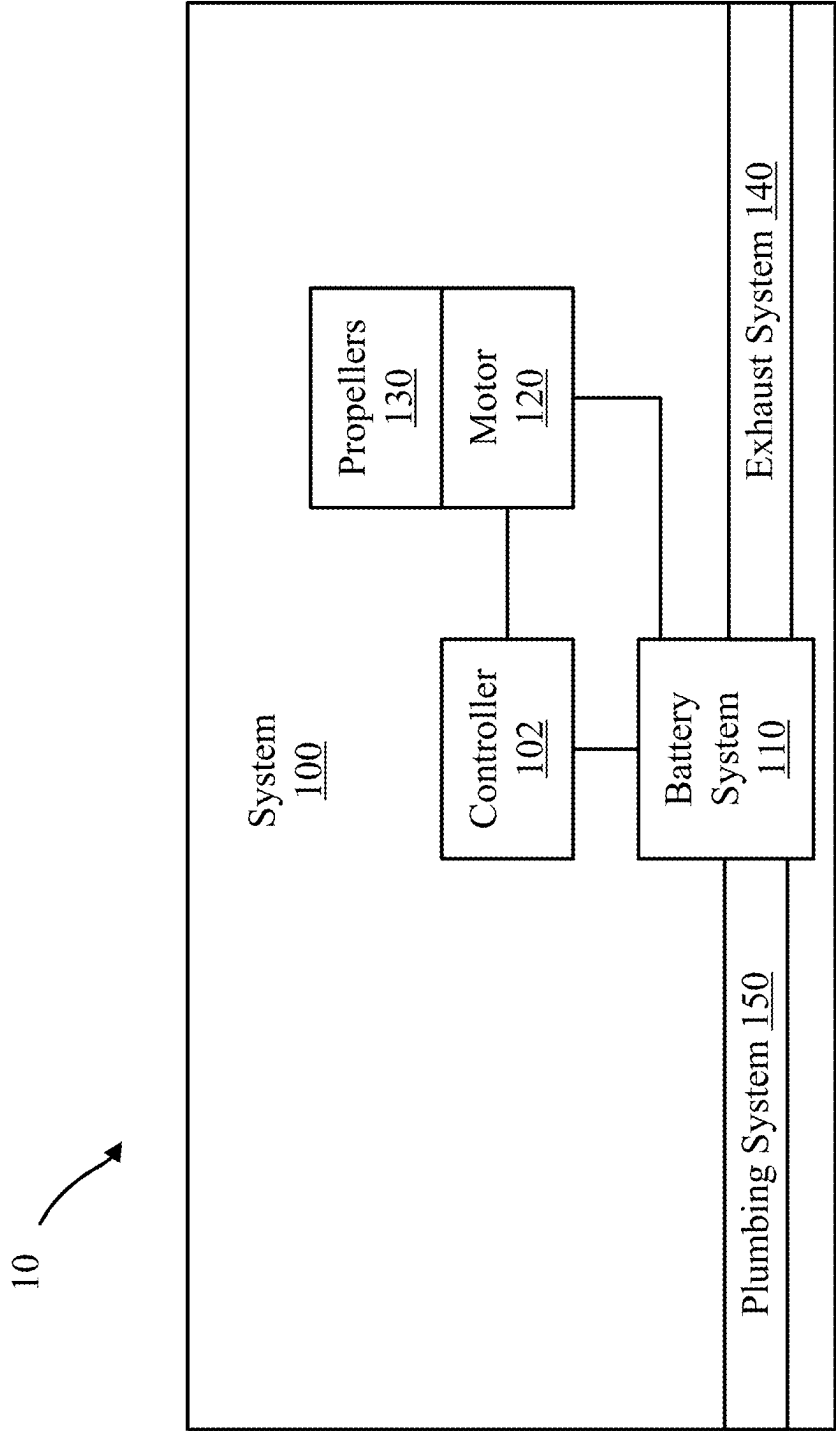 10
System
100
Propellers
130
Motor
120
Controller
102
Battery
System
110
Plumbing System 150
Exhaust System 140